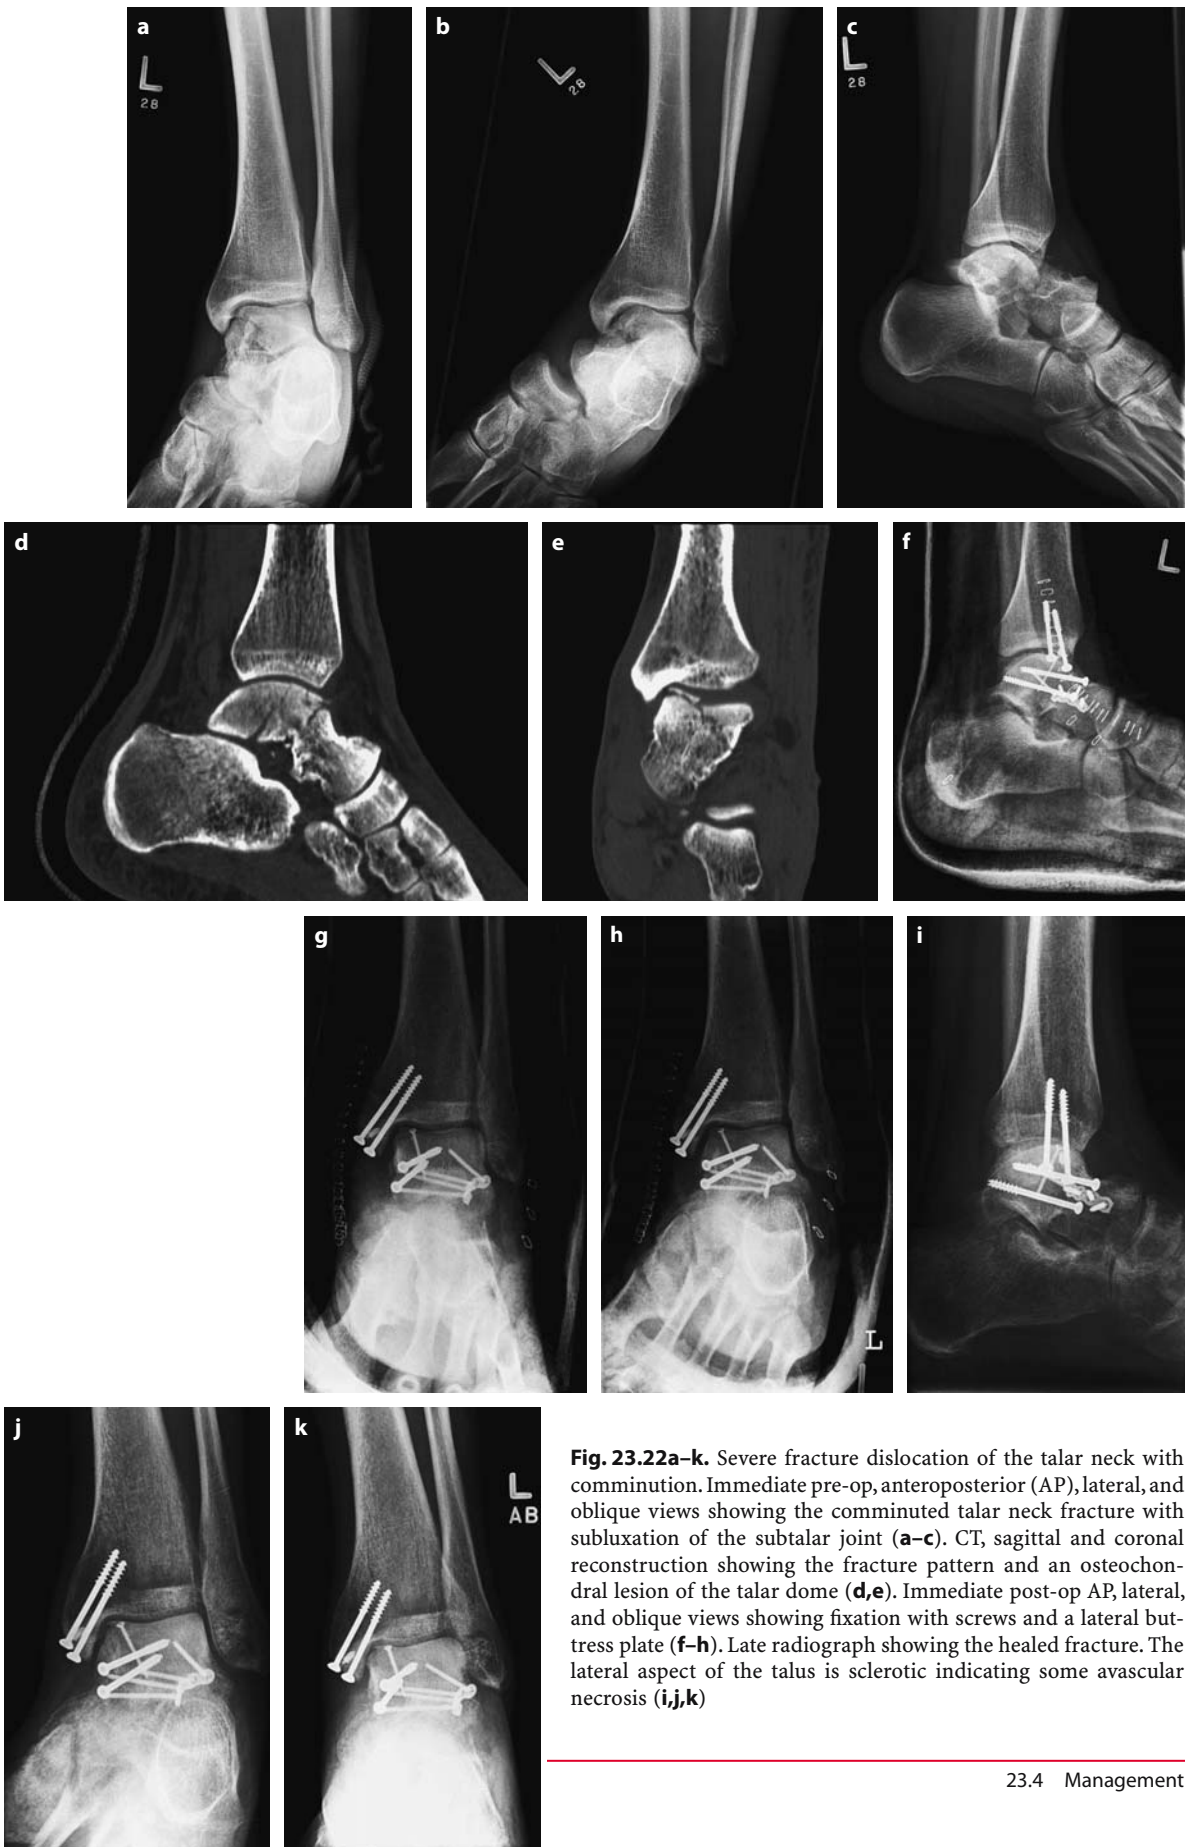 a
L
28
b
L
28
c
L
28
d
e
f
L
g
h
L
i
j
k
L
AB
Fig. 23.22a–k. Severe fracture dislocation of the talar neck with
comminution. Immediate pre-op, anteroposterior (AP), lateral, and
oblique views showing the comminuted talar neck fracture with
subluxation of the subtalar joint (a–c). CT, sagittal and coronal
reconstruction showing the fracture pattern and an osteochon-
dral lesion of the talar dome (d,e). Immediate post-op AP, lateral,
and oblique views showing fixation with screws and a lateral but-
tress plate (f–h). Late radiograph showing the healed fracture. The
lateral aspect of the talus is sclerotic indicating some avascular
necrosis (i,j,k)
23.4 Management